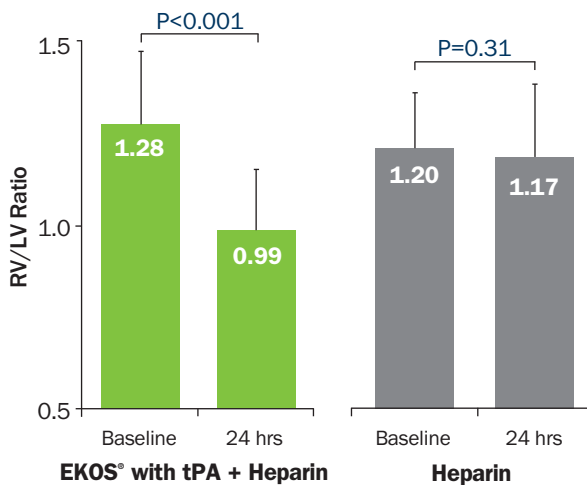 P<0.001
P=0.31
1.5
1.0
0.5
RV/LV Ratio
1.28
0.99
1.20
1.17
Baseline
24 hrs
Baseline
24 hrs
EKOS® with tPA + Heparin
Heparin